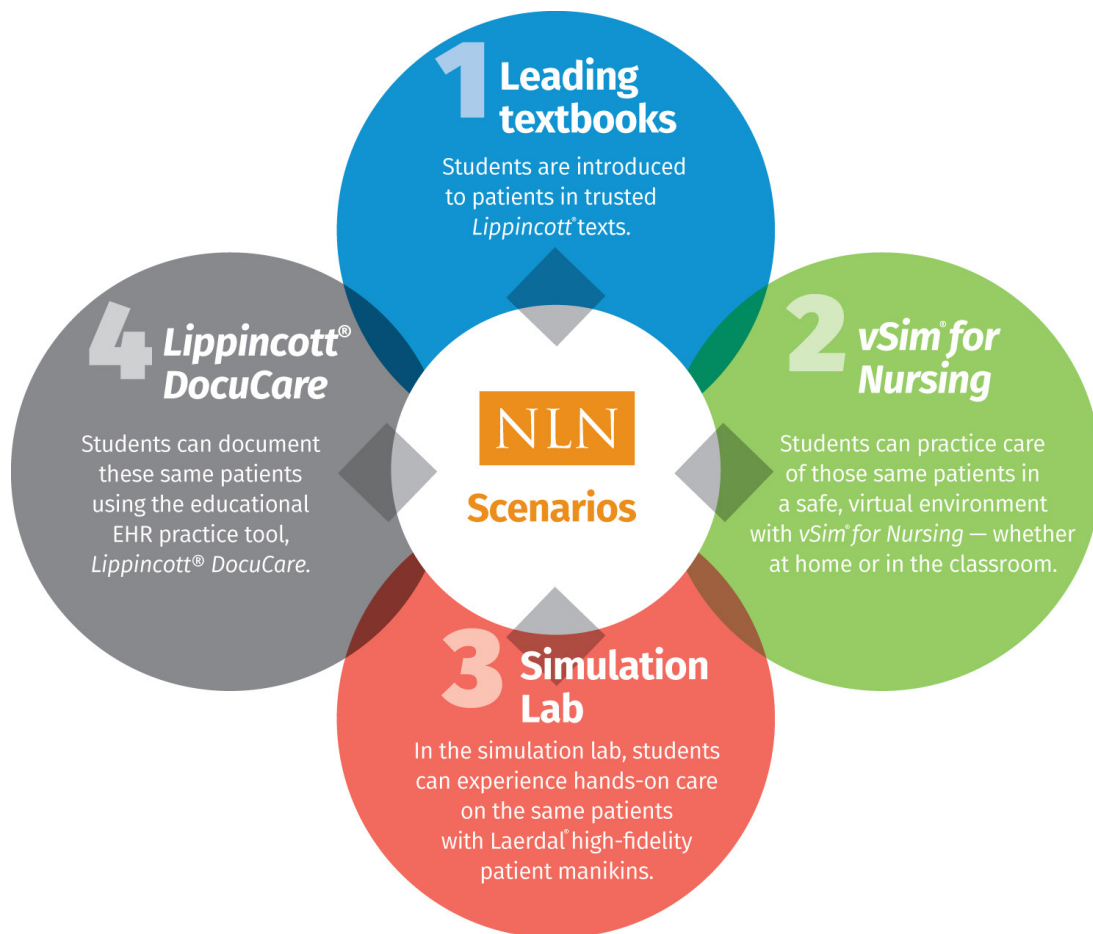 1 Leading
textbooks
Students are introduced
to patients in trusted
Lippincott® texts.
2 vSim® for
Nursing
Students can practice care
of those same patients in
a safe, virtual environment
with vSim® for Nursing — whether
at home or in the classroom.
3 Simulation
Lab
In the simulation lab, students
can experience hands-on care
on the same patients
with Laerdal® high-fidelity
patient manikins.
4 Lippincott®
DocuCare
Students can document
these same patients
using the educational
EHR practice tool,
Lippincott® DocuCare.
NLN
Scenarios